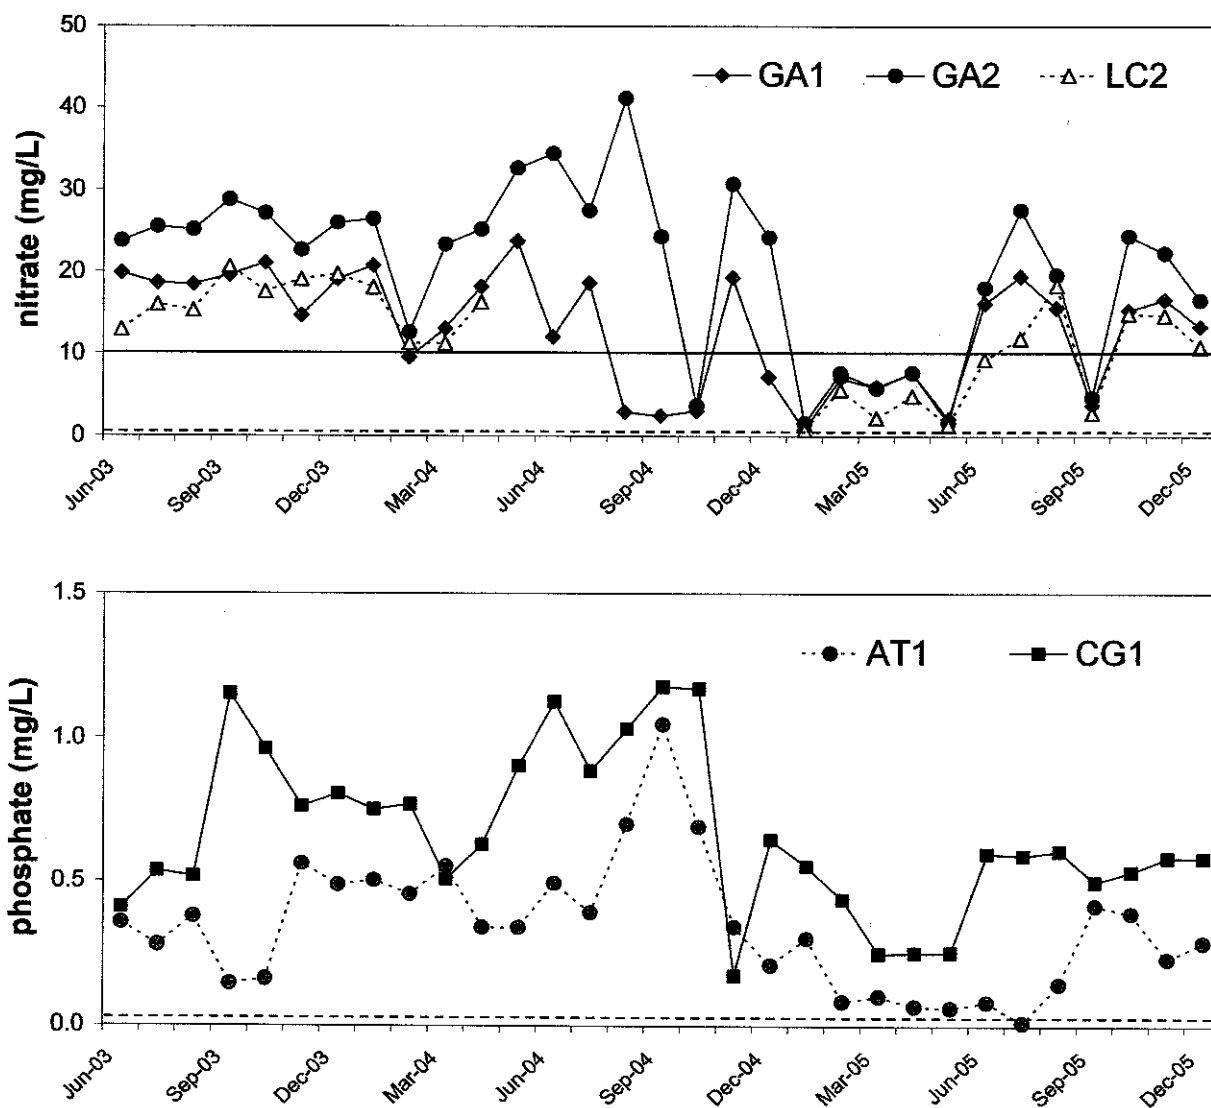 50
40
30
20
10
0
nitrate (mg/L)
GA1 GA2 LC2
Jun-03 Sep-03 Dec-03 Mar-04 Jun-04 Sep-04 Dec-04 Mar-05 Jun-05 Sep-05 Dec-05
1.5
1.0
0.5
0.0
phosphate (mg/L)
AT1 CG1
Jun-03 Sep-03 Dec-03 Mar-04 Jun-04 Sep-04 Dec-04 Mar-05 Jun-05 Sep-05 Dec-05